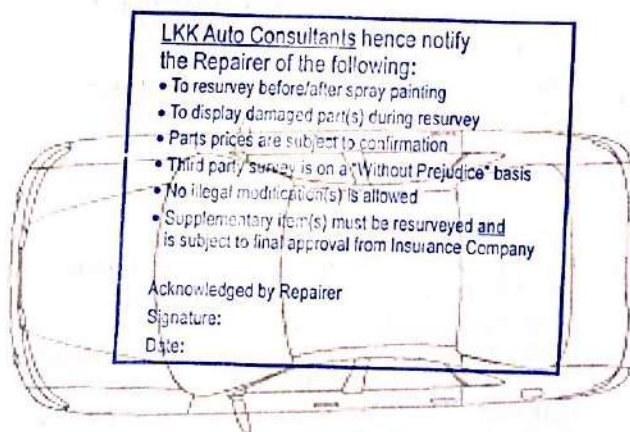 LKK Auto Consultants hence notify
the Repairer of the following:
• To resurvey before/after spray painting
• To display damaged part(s) during resurvey
• Parts prices are subject to confirmation
• Third party survey is on a "Without Prejudice" basis
• No illegal modification(s) is allowed
• Supplementary item(s) must be resurveyed and
is subject to final approval from Insurance Company
Acknowledged by Repairer
Signature:
Date: